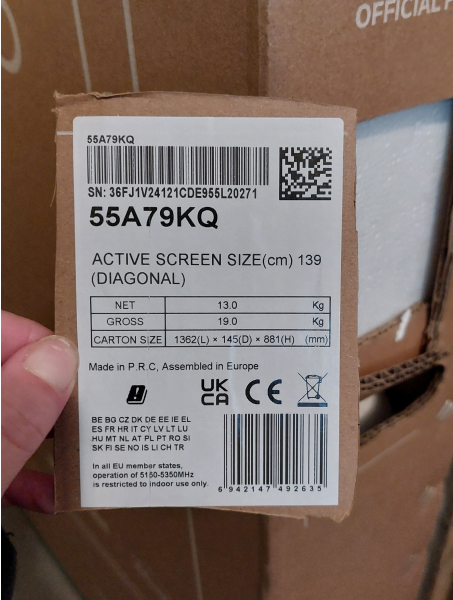 OFFICIAL
55A79KQ
SN: 36FJ1V24121CDE955L20271
55A79KQ
ACTIVE SCREEN SIZE(cm) 139
(DIAGONAL)
NET 13.0 Kg
GROSS 19.0 Kg
CARTON SIZE 1362(L) × 145(D) × 881(H) (mm)
Made in P.R.C, Assembled in Europe
UK
CA CE
BE BG CZ DK DE EE IE EL
ES FR HR IT CY LV LT LU
HU MT NL AT PL PT RO SI
SK FI SE NO IS LI CH TR
In all EU member states,
operation of 5150-5350MHz
is restricted to indoor use only.
6 942147 492635